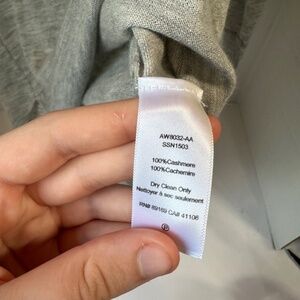 AW8032-AA
SSN1503
100%Cashmere
100%Cachemire
Dry Clean Only
Nettoyer à sec seulement
RN# 89169 CA# 41106
P